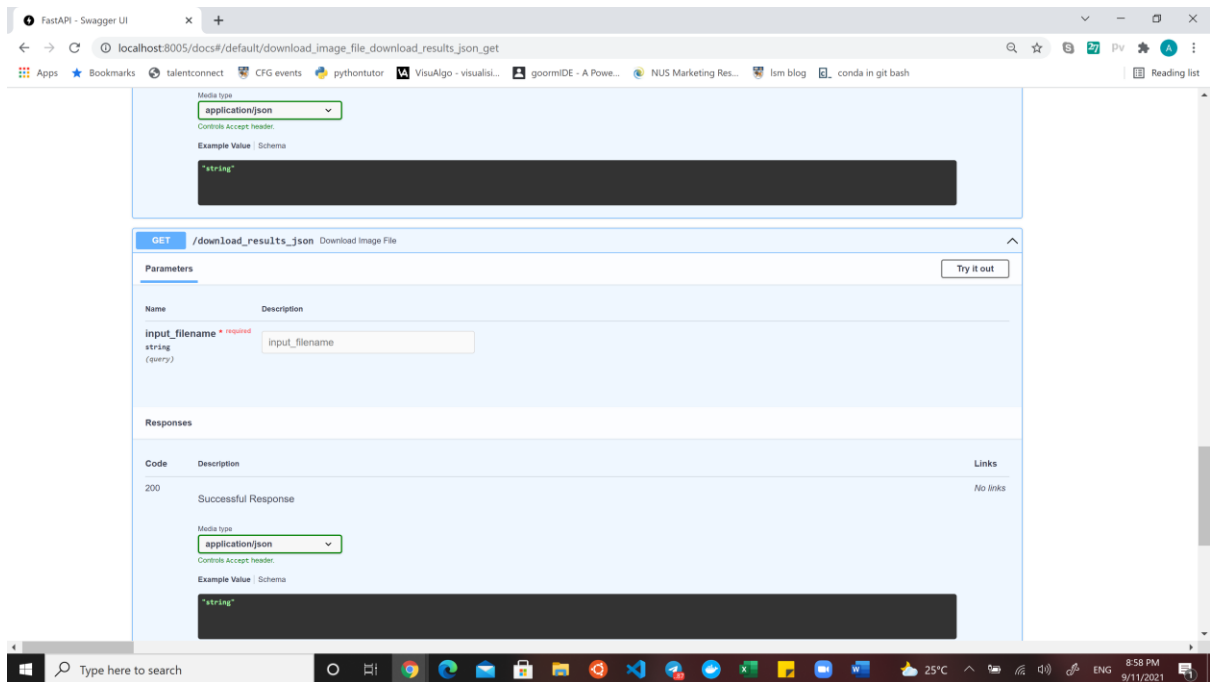 FastAPI - Swagger UI
localhost:8005/docs#/default/download_image_file_download_results_json_get
Apps Bookmarks talentconnect CFG events pythontutor VisuAlgo - visualisi... goormIDE - A Powe... NUS Marketing Res... lsm blog conda in git bash Reading list
Media type
application/json
Controls Accept header.
Example Value Schema
"string"
GET /download_results_json Download Image File
Parameters
Try it out
Name Description
input_filename * required
string
(query)
input_filename
Responses
Code Description Links
200 Successful Response No links
Media type
application/json
Controls Accept header.
Example Value Schema
"string"
Type here to search
25°C ENG 8:58 PM
9/11/2021